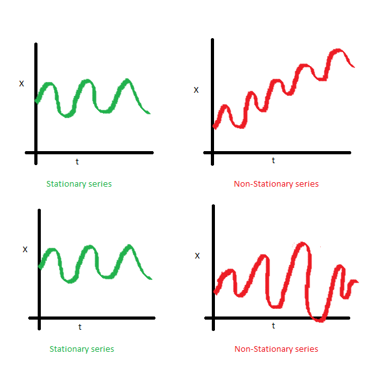 X
X
t
t
Stationary series
Non-Stationary series
X
X
t
t
Stationary series
Non-Stationary series